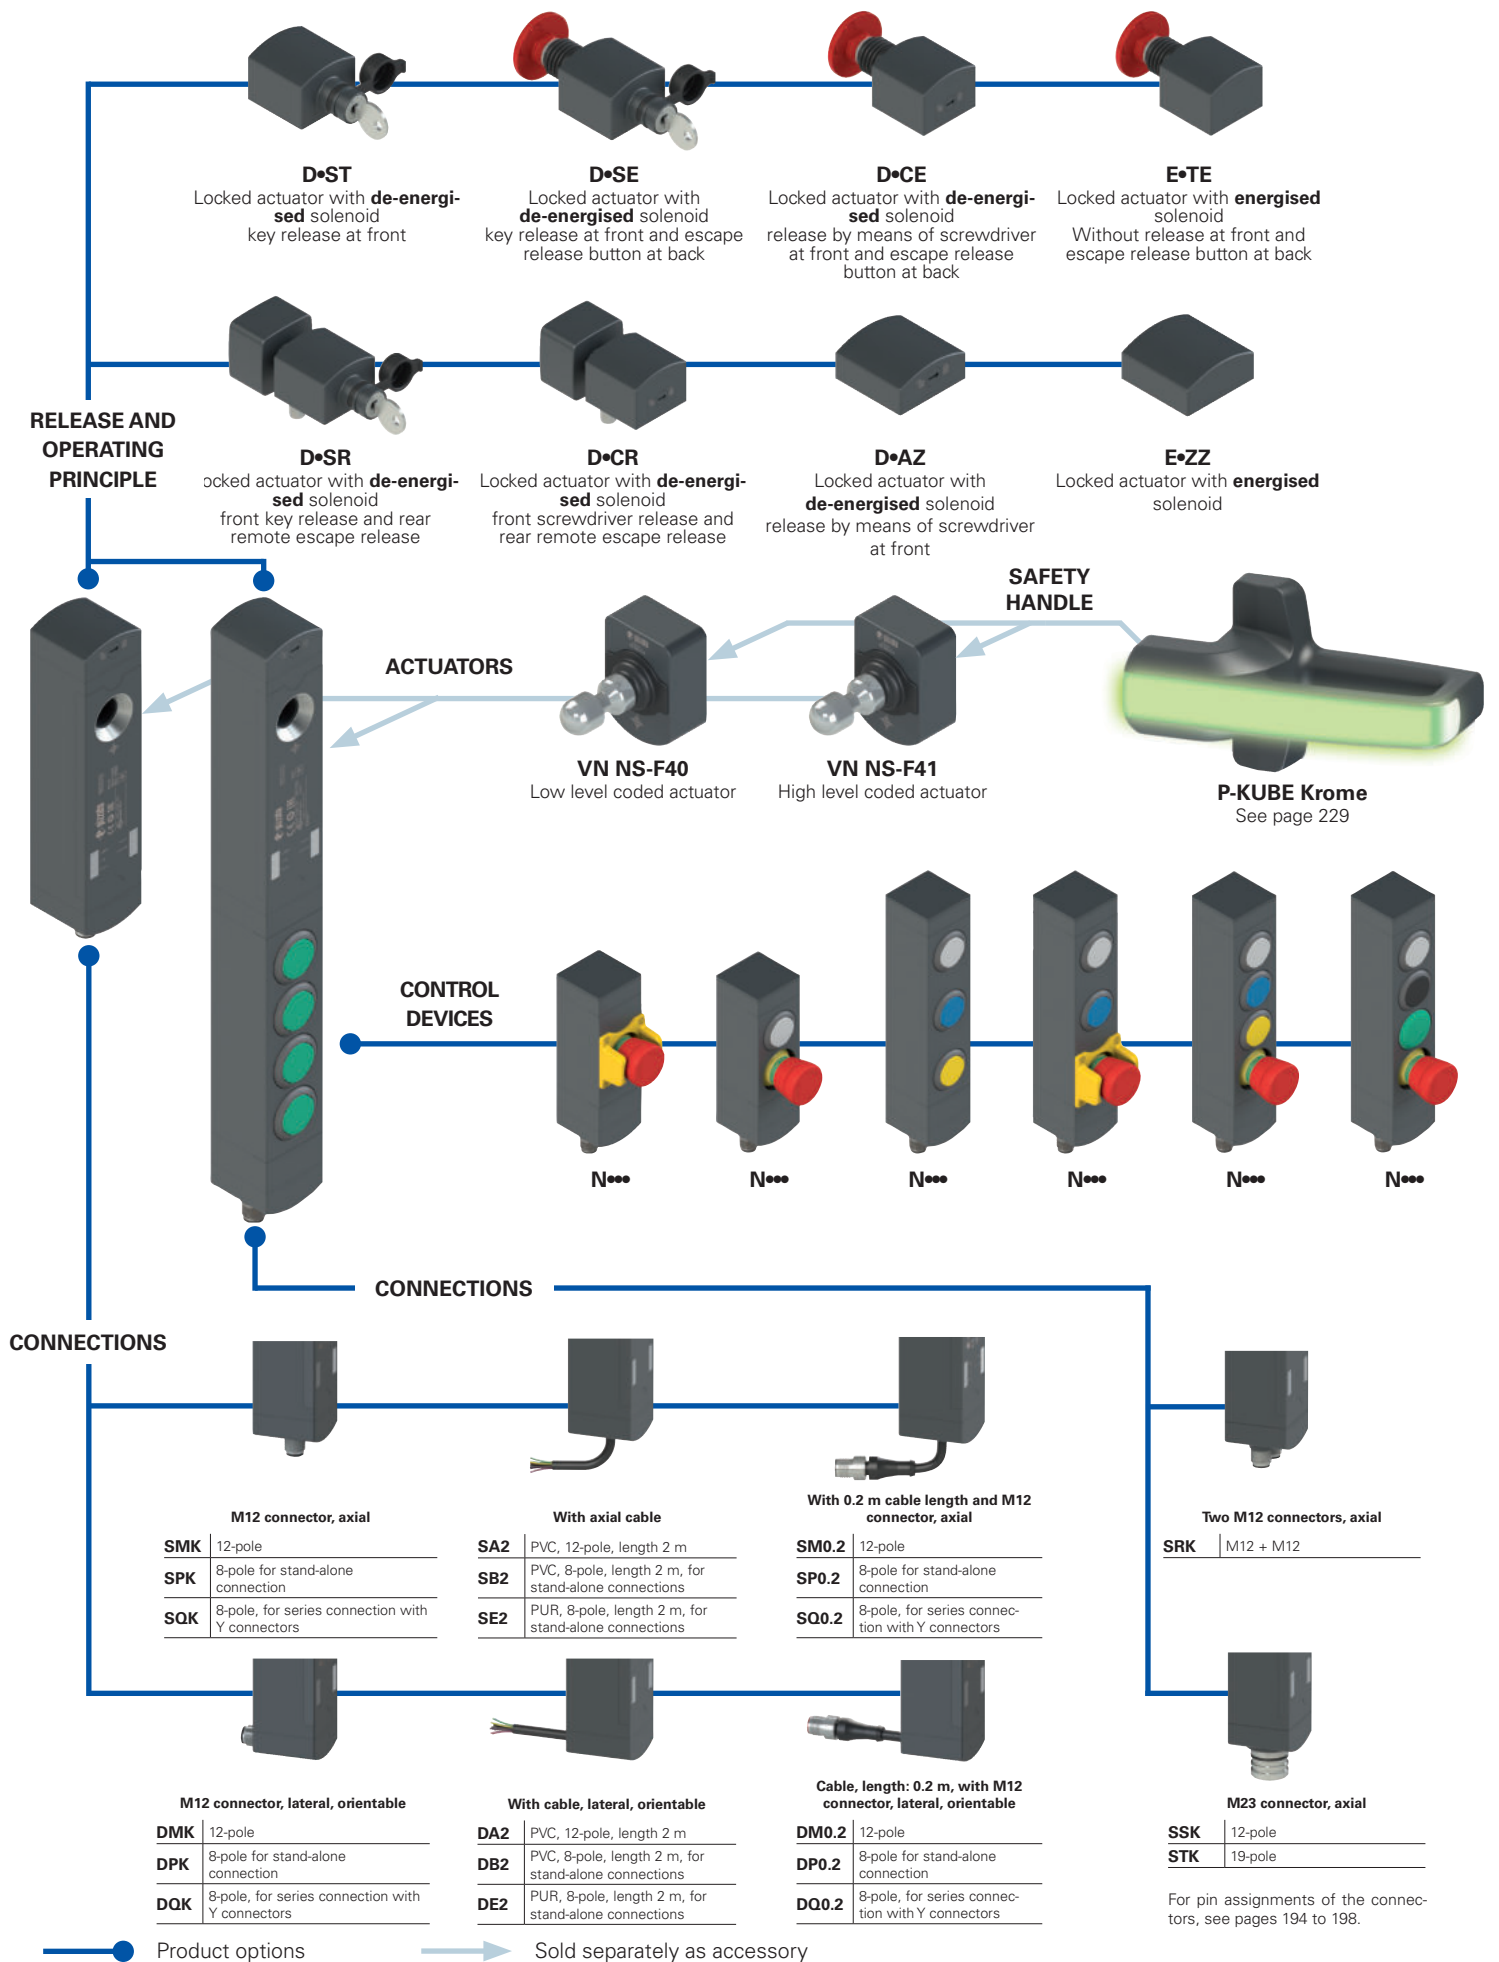 D•ST
Locked actuator with de-energi-
sed solenoid
key release at front
D•SE
Locked actuator with
de-energised solenoid
key release at front and escape
release button at back
D•CE
Locked actuator with de-energi-
sed solenoid
release by means of screwdriver
at front and escape release
button at back
E•TE
Locked actuator with energised
solenoid
Without release at front and
escape release button at back
RELEASE AND
OPERATING
PRINCIPLE
D•SR
ocked actuator with de-energi-
sed solenoid
front key release and rear
remote escape release
D•CR
Locked actuator with de-energi-
sed solenoid
front screwdriver release and
rear remote escape release
D•AZ
Locked actuator with
de-energised solenoid
release by means of screwdriver
at front
E•ZZ
Locked actuator with energised
solenoid
SAFETY
HANDLE
ACTUATORS
VN NS-F40
Low level coded actuator
VN NS-F41
High level coded actuator
P-KUBE Krome
See page 229
CONTROL
DEVICES
N•••
N•••
N•••
N•••
N•••
N•••
CONNECTIONS
CONNECTIONS
M12 connector, axial
SMK 12-pole
SPK 8-pole for stand-alone
connection
SQK 8-pole, for series connection with
Y connectors
With axial cable
SA2 PVC, 12-pole, length 2 m
SB2 PVC, 8-pole, length 2 m, for
stand-alone connections
SE2 PUR, 8-pole, length 2 m, for
stand-alone connections
With 0.2 m cable length and M12
connector, axial
SM0.2 12-pole
SP0.2 8-pole for stand-alone
connection
SQ0.2 8-pole, for series connec-
tion with Y connectors
Two M12 connectors, axial
SRK M12 + M12
M12 connector, lateral, orientable
DMK 12-pole
DPK 8-pole for stand-alone
connection
DQK 8-pole, for series connection with
Y connectors
With cable, lateral, orientable
DA2 PVC, 12-pole, length 2 m
DB2 PVC, 8-pole, length 2 m, for
stand-alone connections
DE2 PUR, 8-pole, length 2 m, for
stand-alone connections
Cable, length: 0.2 m, with M12
connector, lateral, orientable
DM0.2 12-pole
DP0.2 8-pole for stand-alone
connection
DQ0.2 8-pole, for series connec-
tion with Y connectors
M23 connector, axial
SSK 12-pole
STK 19-pole
For pin assignments of the connec-
tors, see pages 194 to 198.
Product options
Sold separately as accessory